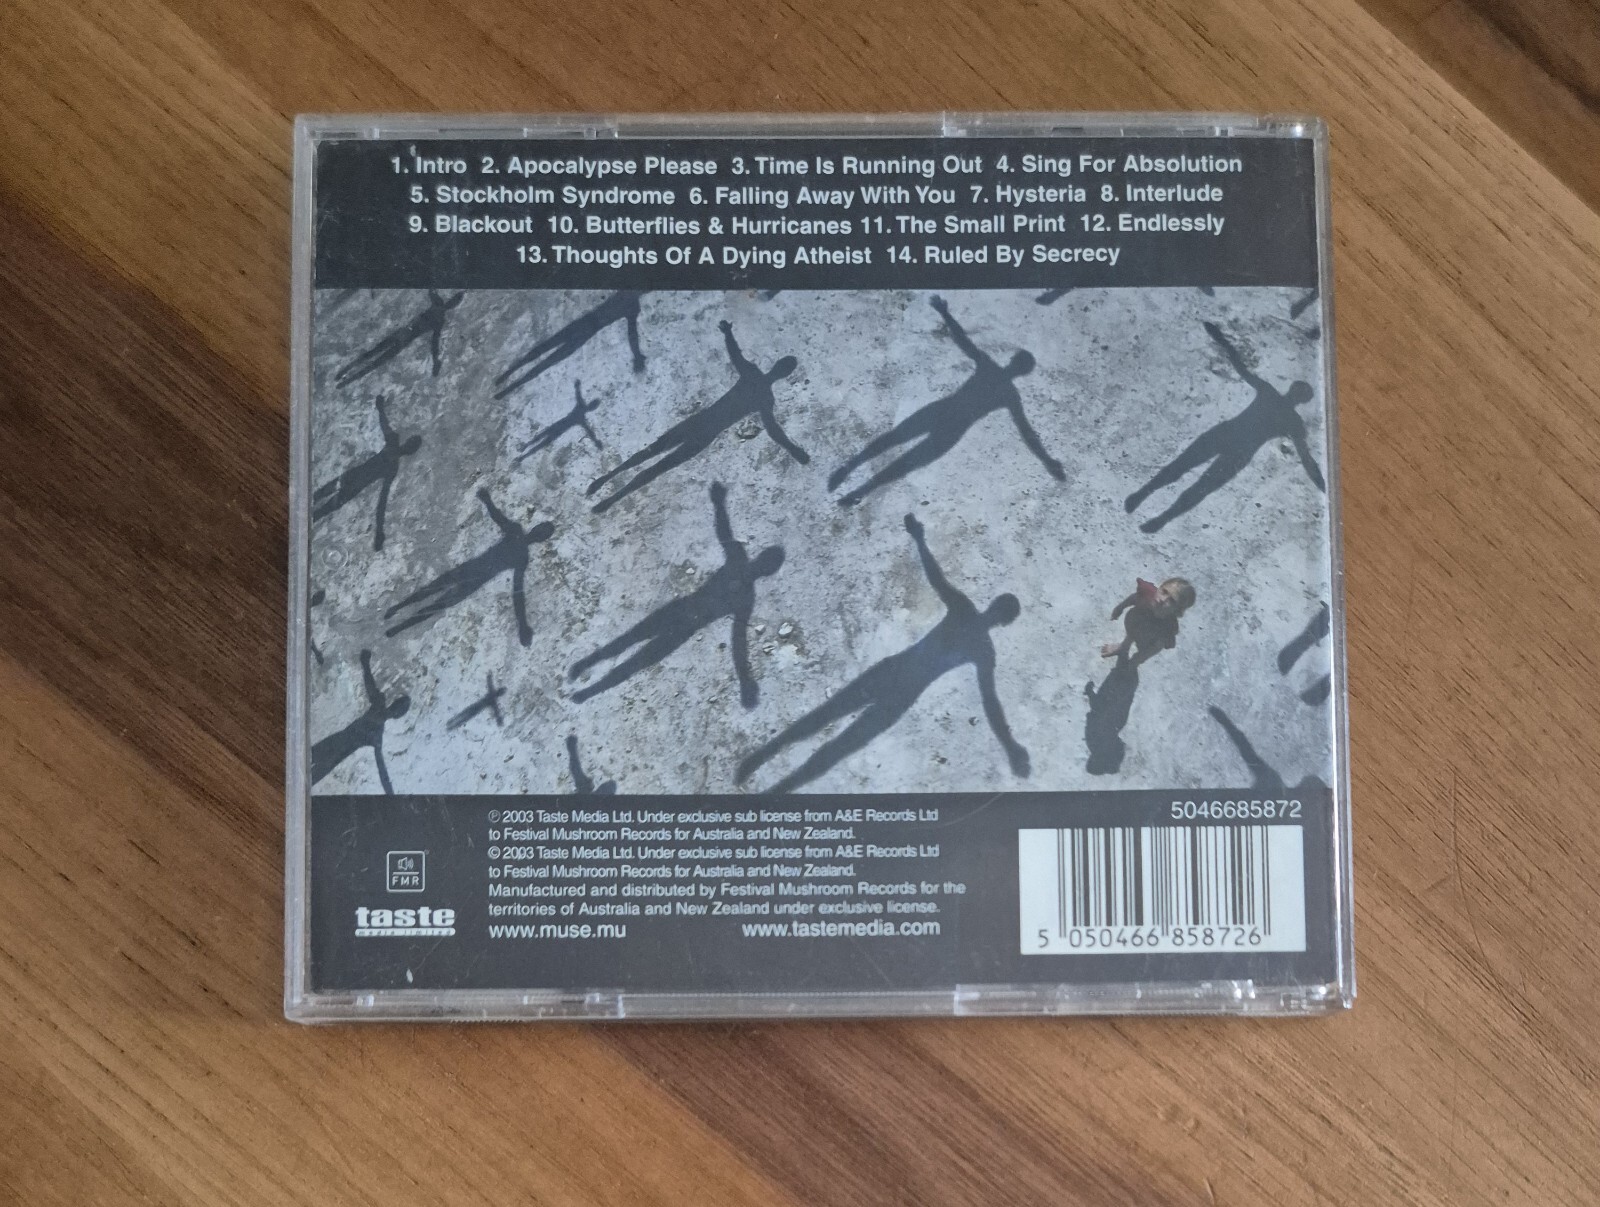 1. Intro 2. Apocalypse Please 3. Time Is Running Out 4. Sing For Absolution
5. Stockholm Syndrome 6. Falling Away With You 7. Hysteria 8. Interlude
9. Blackout 10. Butterflies & Hurricanes 11. The Small Print 12. Endlessly
13. Thoughts Of A Dying Atheist 14. Ruled By Secrecy
℗ 2003 Taste Media Ltd. Under exclusive sub license from A&E Records Ltd
to Festival Mushroom Records for Australia and New Zealand.
© 2003 Taste Media Ltd. Under exclusive sub license from A&E Records Ltd
to Festival Mushroom Records for Australia and New Zealand.
Manufactured and distributed by Festival Mushroom Records for the
territories of Australia and New Zealand under exclusive license.
www.muse.mu www.tastemedia.com
FMR
taste
media limited
5046685872
5 050466 858726